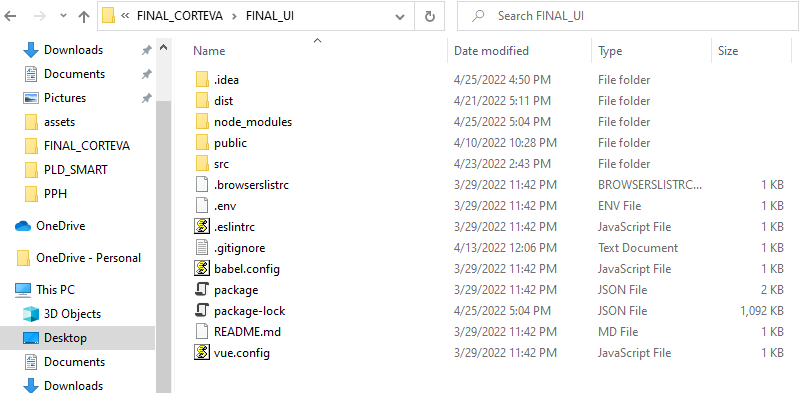 FINAL_CORTEVA > FINAL_UI
Search FINAL_UI
Downloads
Documents
Pictures
assets
FINAL_CORTEVA
PLD_SMART
PPH
OneDrive
OneDrive - Personal
This PC
3D Objects
Desktop
Documents
Downloads
Name Date modified Type Size
.idea 4/25/2022 4:50 PM File folder
dist 4/21/2022 5:11 PM File folder
node_modules 4/25/2022 5:04 PM File folder
public 4/10/2022 10:28 PM File folder
src 4/23/2022 2:43 PM File folder
.browserslistrc 3/29/2022 11:42 PM BROWSERSLISTRC... 1 KB
.env 3/29/2022 11:42 PM ENV File 1 KB
.eslintrc 3/29/2022 11:42 PM JavaScript File 1 KB
.gitignore 4/13/2022 12:06 PM Text Document 1 KB
babel.config 3/29/2022 11:42 PM JavaScript File 1 KB
package 3/29/2022 11:42 PM JSON File 2 KB
package-lock 4/25/2022 5:04 PM JSON File 1,092 KB
README.md 3/29/2022 11:42 PM MD File 1 KB
vue.config 3/29/2022 11:42 PM JavaScript File 1 KB